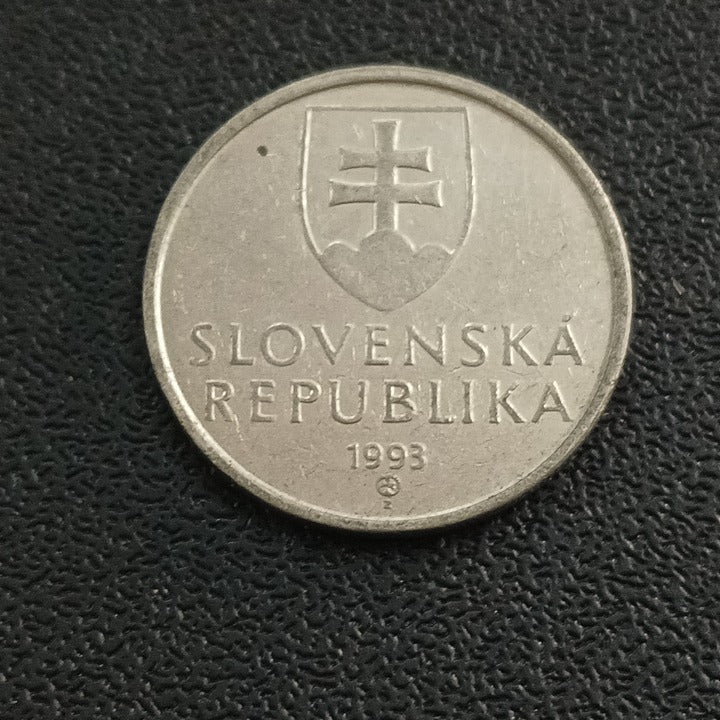 SLOVENSKÁ
REPUBLIKA
1993
Z